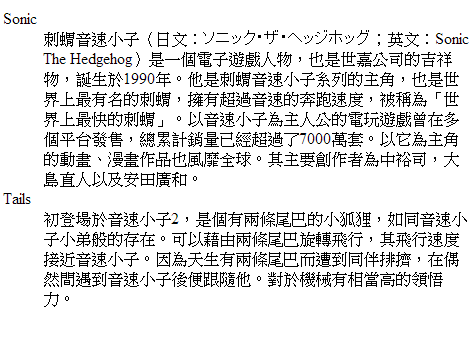 Sonic
刺蝟音速小子（日文：ソニック・ザ・ヘッジホッグ；英文：Sonic
The Hedgehog）是一個電子遊戲人物，也是世嘉公司的吉祥
物，誕生於1990年。他是刺蝟音速小子系列的主角，也是世
界上最有名的刺蝟，擁有超過音速的奔跑速度，被稱為「世
界上最快的刺蝟」。以音速小子為主人公的電玩遊戲曾在多
個平台發售，總累計銷量已經超過了7000萬套。以它為主角
的動畫、漫畫作品也風靡全球。其主要創作者為中裕司，大
島直人以及安田廣和。
Tails
初登場於音速小子2，是個有兩條尾巴的小狐狸，如同音速小
子小弟般的存在。可以藉由兩條尾巴旋轉飛行，其飛行速度
接近音速小子。因為天生有兩條尾巴而遭到同伴排擠，在偶
然間遇到音速小子後便跟隨他。對於機械有相當高的領悟
力。